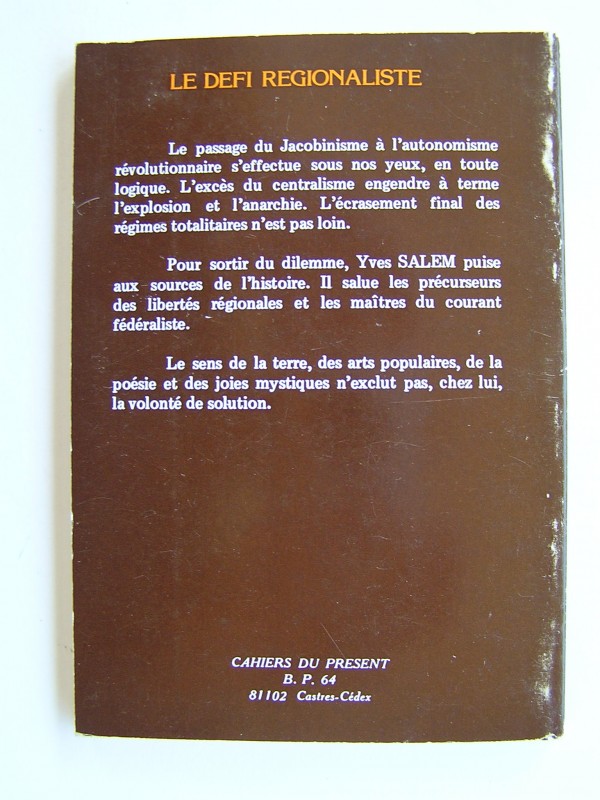 LE DEFI REGIONALISTE
Le passage du Jacobinisme à l'autonomisme
révolutionnaire s'effectue sous nos yeux, en toute
logique. L'excès du centralisme engendre à terme
l'explosion et l'anarchie. L'écrasement final des
régimes totalitaires n'est pas loin.
Pour sortir du dilemme, Yves SALEM puise
aux sources de l'histoire. Il salue les précurseurs
des libertés régionales et les maîtres du courant
fédéraliste.
Le sens de la terre, des arts populaires, de la
poésie et des joies mystiques n'exclut pas, chez lui,
la volonté de solution.
CAHIERS DU PRESENT
B. P. 64
81102 Castres-Cédex